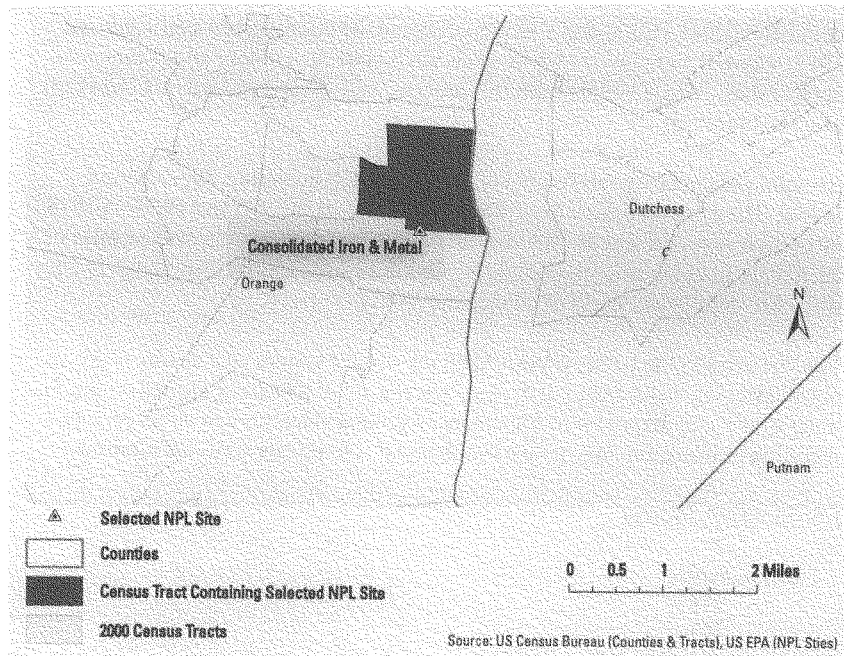 Dutchess
Consolidated Iron & Metal
c
Orange
N
Putnam
Selected NPL Site
Counties
0 0.5 1 2 Miles
Census Tract Containing Selected NPL Site
2000 Census Tracts
Source: US Census Bureau (Counties & Tracts), US EPA (NPL Sties)